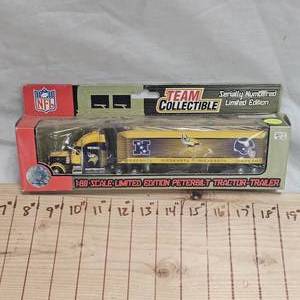 NFL
TEAM
COLLECTIBLE
Serially Numbered
Limited Edition
MINNESOTA
1:80-SCALE LIMITED EDITION PETERBILT TRACTOR-TRAILER
7" 8" 9" 10" 11" 12" 13" 14" 15" 16" 17" 18" 19